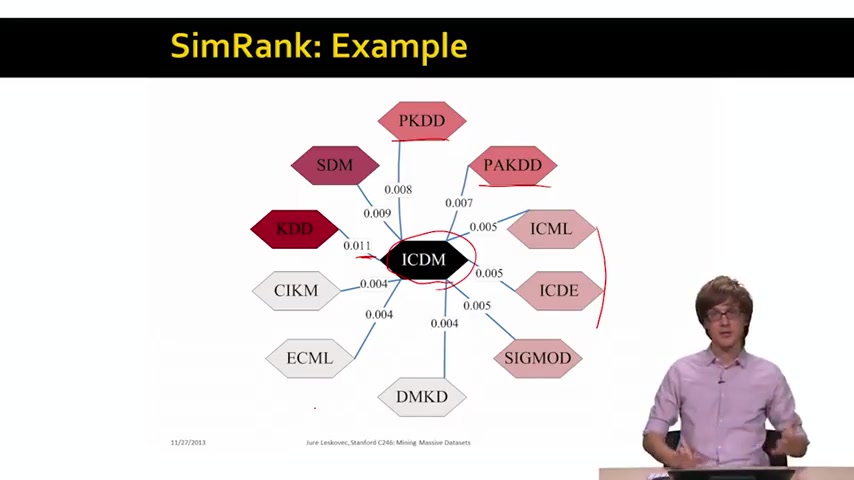 SimRank: Example
PKDD
SDM
PAKDD
0.008
0.009
0.007
KDD
0.005
ICML
0.011
ICDM
0.004
0.005
CIKM
ICDE
0.004
0.005
0.004
ECML
SIGMOD
DMKD
11/27/2013
Jure Leskovec, Stanford C246: Mining Massive Datasets